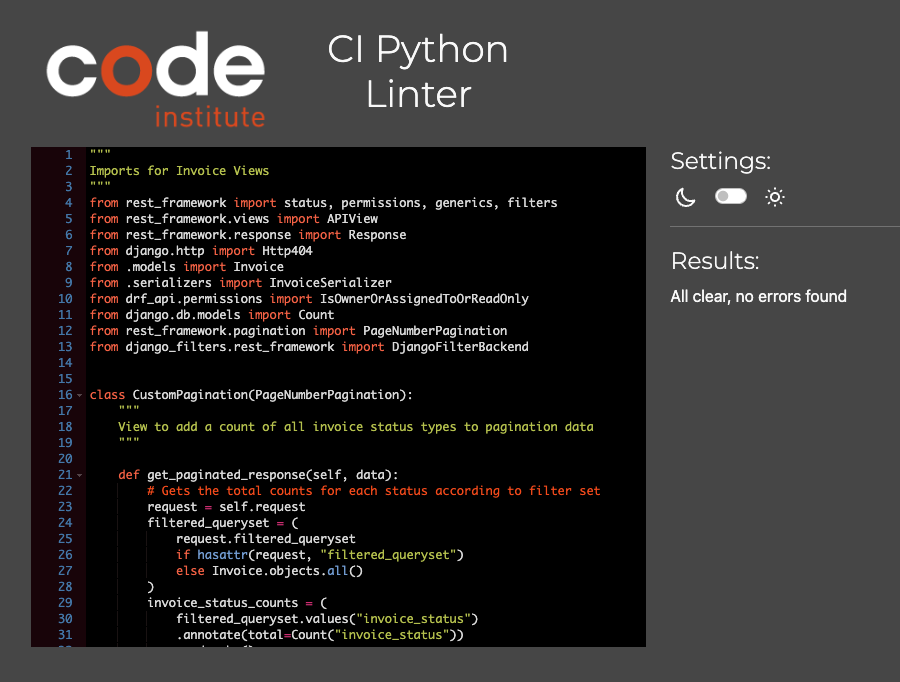 code
institute
CI Python
Linter
1 """
2 Imports for Invoice Views
3 """
4 from rest_framework import status, permissions, generics, filters
5 from rest_framework.views import APIView
6 from rest_framework.response import Response
7 from django.http import Http404
8 from .models import Invoice
9 from .serializers import InvoiceSerializer
10 from drf_api.permissions import IsOwnerOrAssignedToOrReadOnly
11 from django.db.models import Count
12 from rest_framework.pagination import PageNumberPagination
13 from django_filters.rest_framework import DjangoFilterBackend
14
15
16 class CustomPagination(PageNumberPagination):
17     """
18     View to add a count of all invoice status types to pagination data
19     """
20
21     def get_paginated_response(self, data):
22         # Gets the total counts for each status according to filter set
23         request = self.request
24         filtered_queryset = (
25             request.filtered_queryset
26             if hasattr(request, "filtered_queryset")
27             else Invoice.objects.all()
28         )
29         invoice_status_counts = (
30             filtered_queryset.values("invoice_status")
31             .annotate(total=Count("invoice_status"))
Settings:
Results:
All clear, no errors found